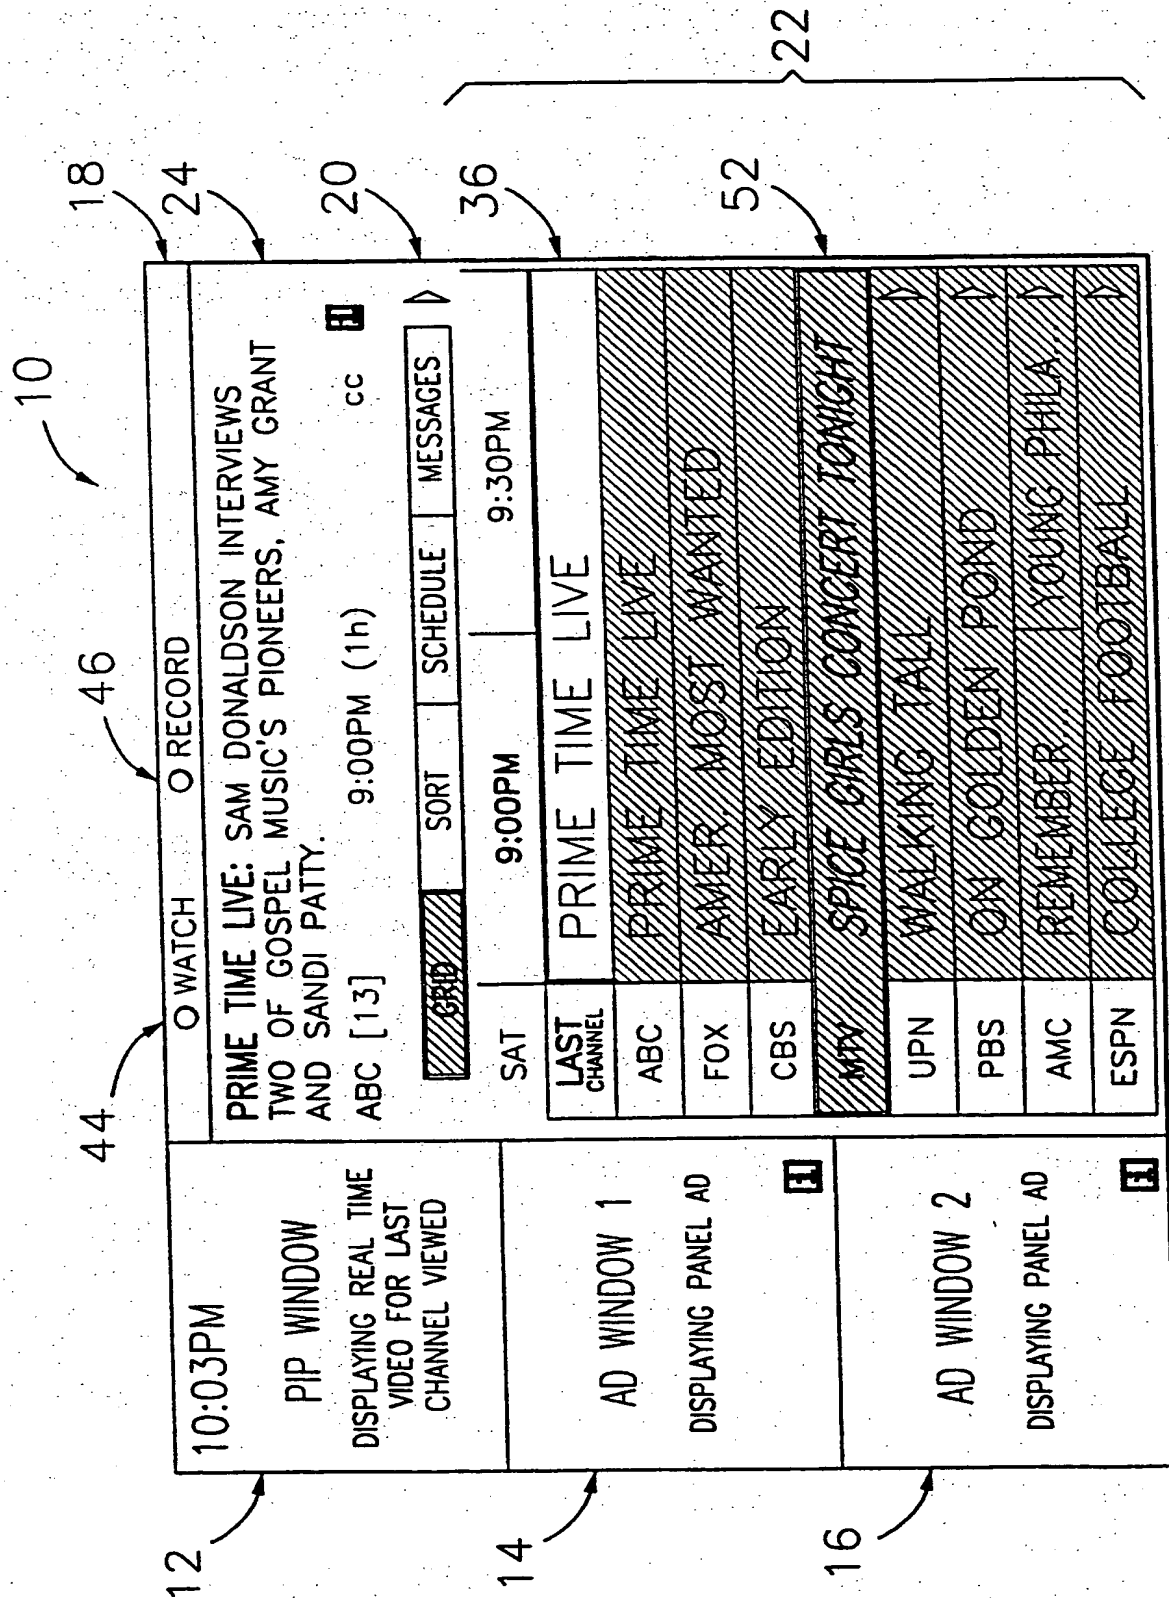 10
44
46
18
O WATCH O RECORD
24
10:03PM
PRIME TIME LIVE: SAM DONALDSON INTERVIEWS
TWO OF GOSPEL MUSIC'S PIONEERS, AMY GRANT
AND SANDI PATTY.
ABC [13] 9:00PM (1h) cc
20
GRID SORT SCHEDULE MESSAGES
12
PIP WINDOW
DISPLAYING REAL TIME
VIDEO FOR LAST
CHANNEL VIEWED
SAT 9:00PM 9:30PM
36
LAST
CHANNEL PRIME TIME LIVE
ABC PRIME TIME LIVE
FOX AMER. MOST WANTED
CBS EARLY EDITION
52
MTV SPICE GIRLS CONCERT TONIGHT
UPN WALKING TALL
PBS ON GOLDEN POND
AMC REMEMBER... YOUNG PHILA...
ESPN COLLEGE FOOTBALL
22
14
AD WINDOW 1
DISPLAYING PANEL AD
16
AD WINDOW 2
DISPLAYING PANEL AD